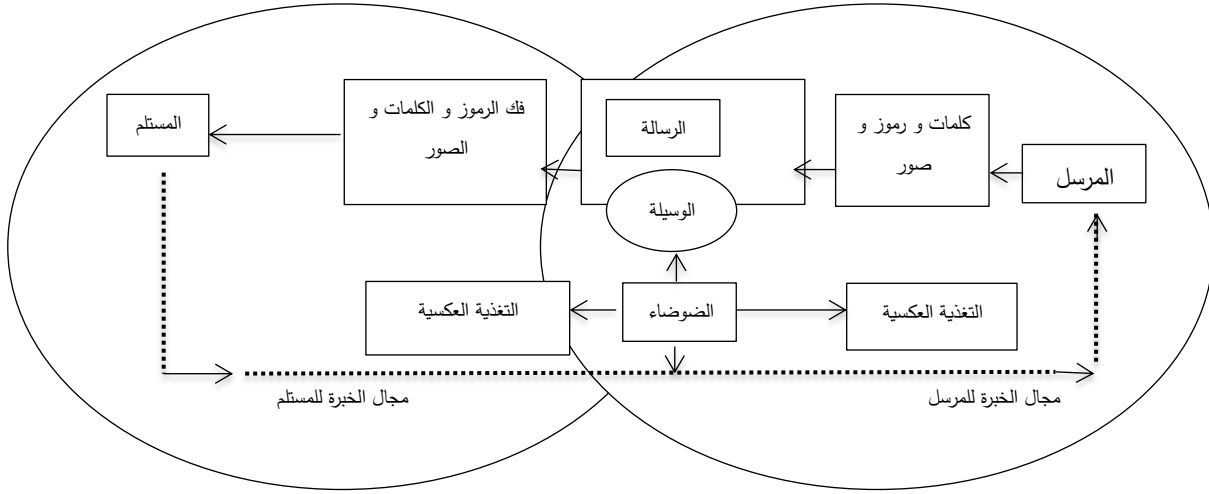 المرسل
كلمات و رموز و
صور
الرسالة
الوسيلة
فك الرموز و الكلمات و
الصور
المستلم
التغذية العكسية
الضوضاء
التغذية العكسية
مجال الخبرة للمرسل
مجال الخبرة للمستلم